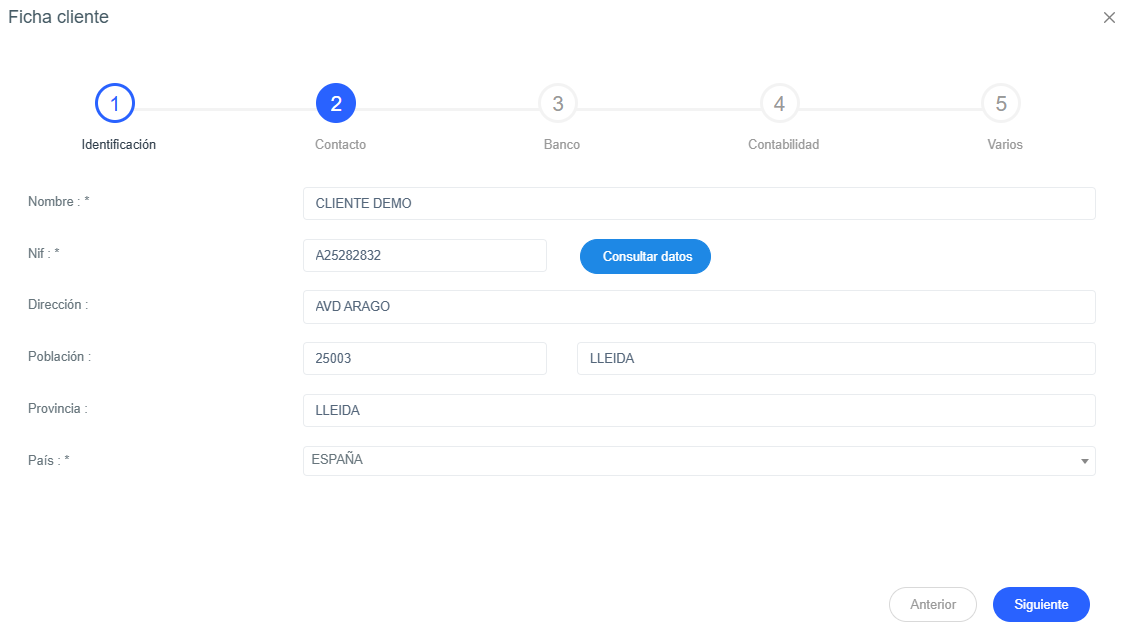 Ficha cliente
1 2 3 4 5
Identificación Contacto Banco Contabilidad Varios
Nombre : * CLIENTE DEMO
Nif : * A25282832 Consultar datos
Dirección : AVD ARAGO
Población : 25003 LLEIDA
Provincia : LLEIDA
País : * ESPAÑA
Anterior Siguiente